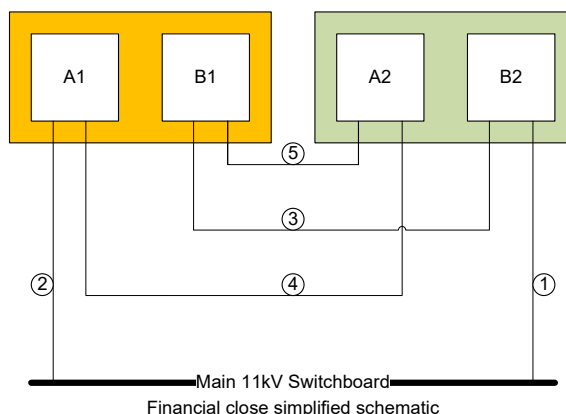 A1
B1
A2
B2
5
3
2
4
1
Main 11kV Switchboard
Financial close simplified schematic